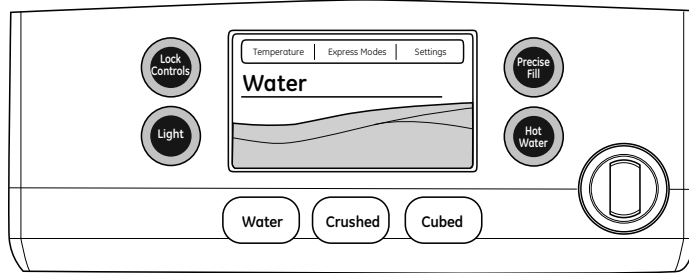 Lock
Controls
Light
Temperature Express Modes Settings
Water
Precise
Fill
Hot
Water
Water Crushed Cubed